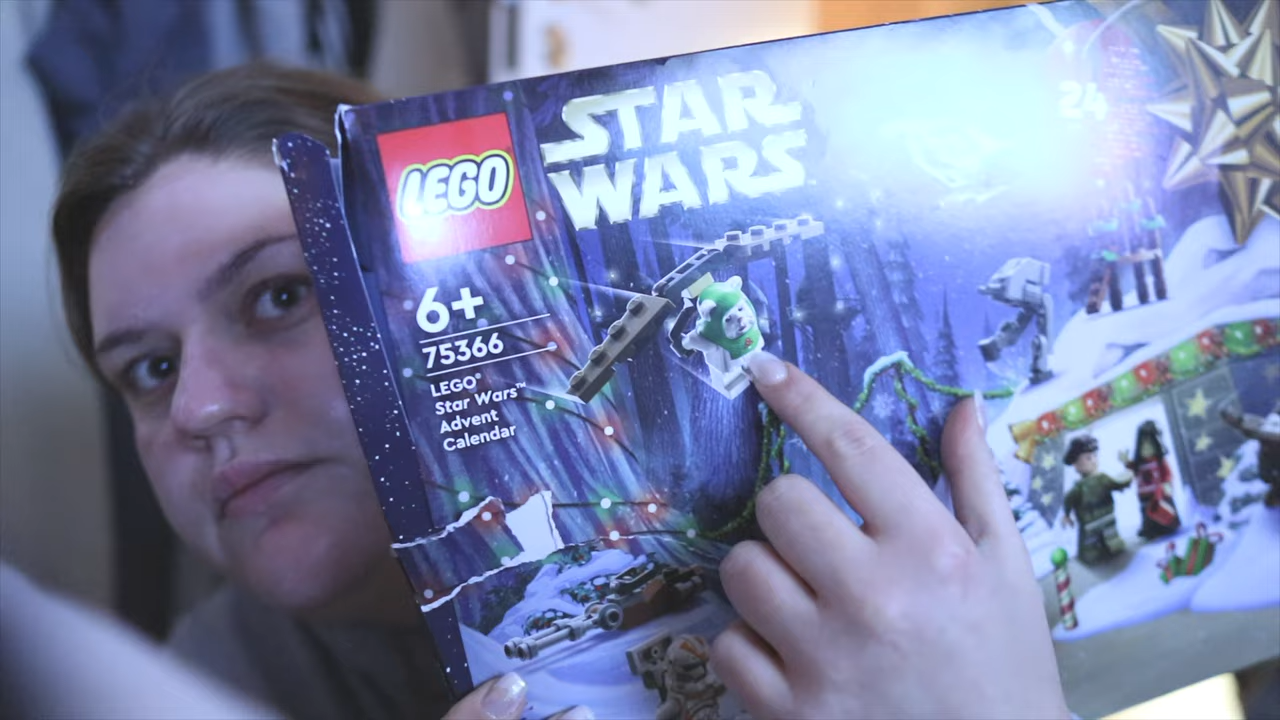 LEGO
STAR
WARS
24
6+
75366
LEGO®
Star Wars™
Advent
Calendar